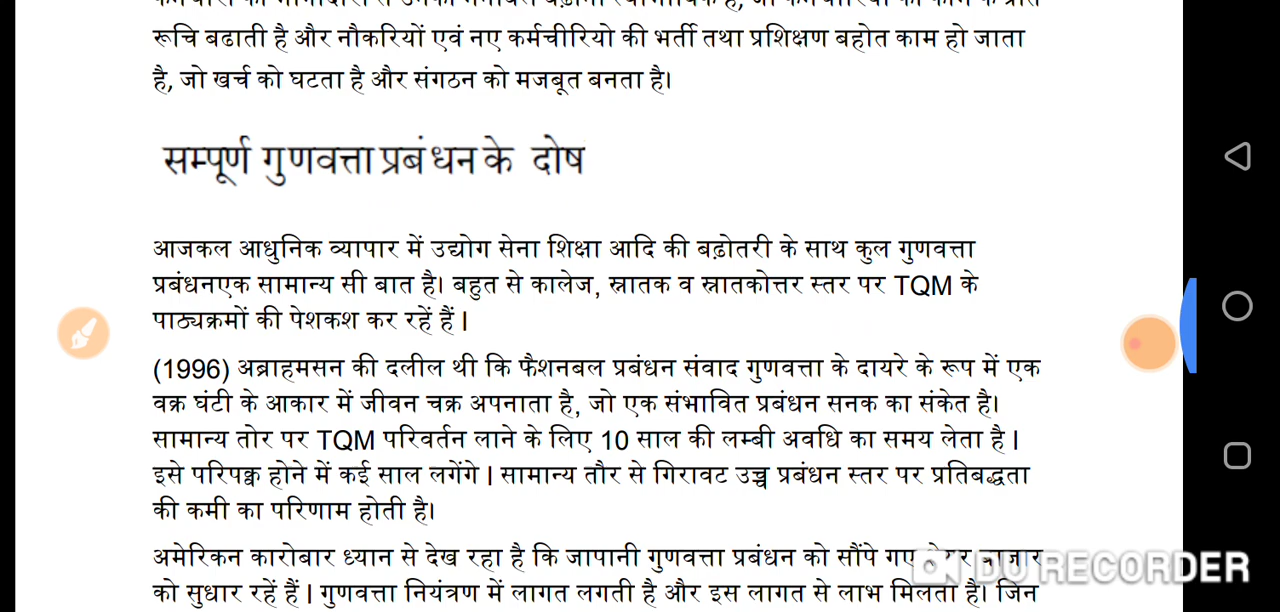 रूचि बढाती है और नौकरियों एवं नए कर्मचीरियो की भर्ती तथा प्रशिक्षण बहोत काम हो जाता
है, जो खर्च को घटता है और संगठन को मजबूत बनता है।
सम्पूर्ण गुणवत्ता प्रबंधन के दोष
आजकल आधुनिक व्यापार में उद्योग सेना शिक्षा आदि की बढ़ोतरी के साथ कुल गुणवत्ता
प्रबंधनएक सामान्य सी बात है। बहुत से कालेज, स्नातक व स्नातकोत्तर स्तर पर TQM के
पाठ्यक्रमों की पेशकश कर रहें हैं |
(1996) अब्राहमसन की दलील थी कि फैशनबल प्रबंधन संवाद गुणवत्ता के दायरे के रूप में एक
वक्र घंटी के आकार में जीवन चक्र अपनाता है, जो एक संभावित प्रबंधन सनक का संकेत है।
सामान्य तोर पर TQM परिवर्तन लाने के लिए 10 साल की लम्बी अवधि का समय लेता है |
इसे परिपक्व होने में कई साल लगेंगे | सामान्य तौर से गिरावट उच्च प्रबंधन स्तर पर प्रतिबद्धता
की कमी का परिणाम होती है।
अमेरिकन कारोबार ध्यान से देख रहा है कि जापानी गुणवत्ता प्रबंधन को सौंपे गए बाजार
को सुधार रहें हैं | गुणवत्ता नियंत्रण में लागत लगती है और इस लागत से लाभ मिलता है। जिन
DU RECORDER